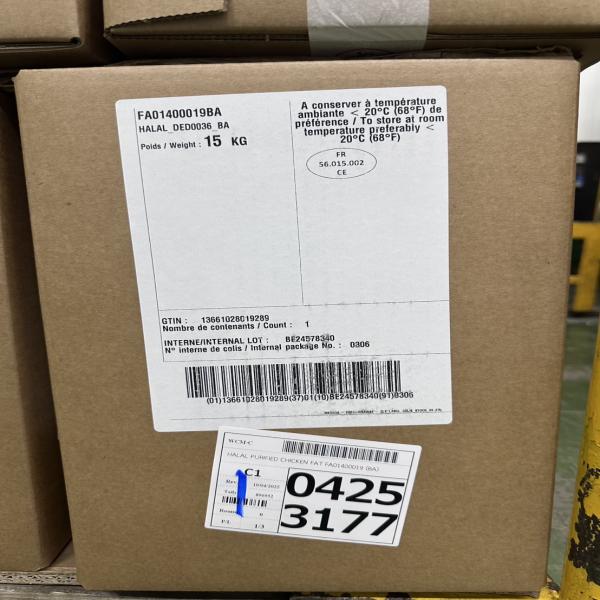 FA01400019BA
HALAL_DED0036_BA
Poids / Weight : 15 KG
A conserver à température
ambiante < 20°C (68°F) de
préférence / To store at room
temperature preferably <
20°C (68°F)
FR
56.015.002
CE
GTIN : 13661028019289
Nombre de contenants / Count : 1
INTERNE/INTERNAL LOT : BE24578340
N° interne de colis / Internal package No. : 0306
(01)13661028019289(37)01(10)BE24578340(91)0306
WCM-C
HALAL PURIFIED CHICKEN FAT FA01400019 (BA)
C1
0425
3177
P/L 1/3